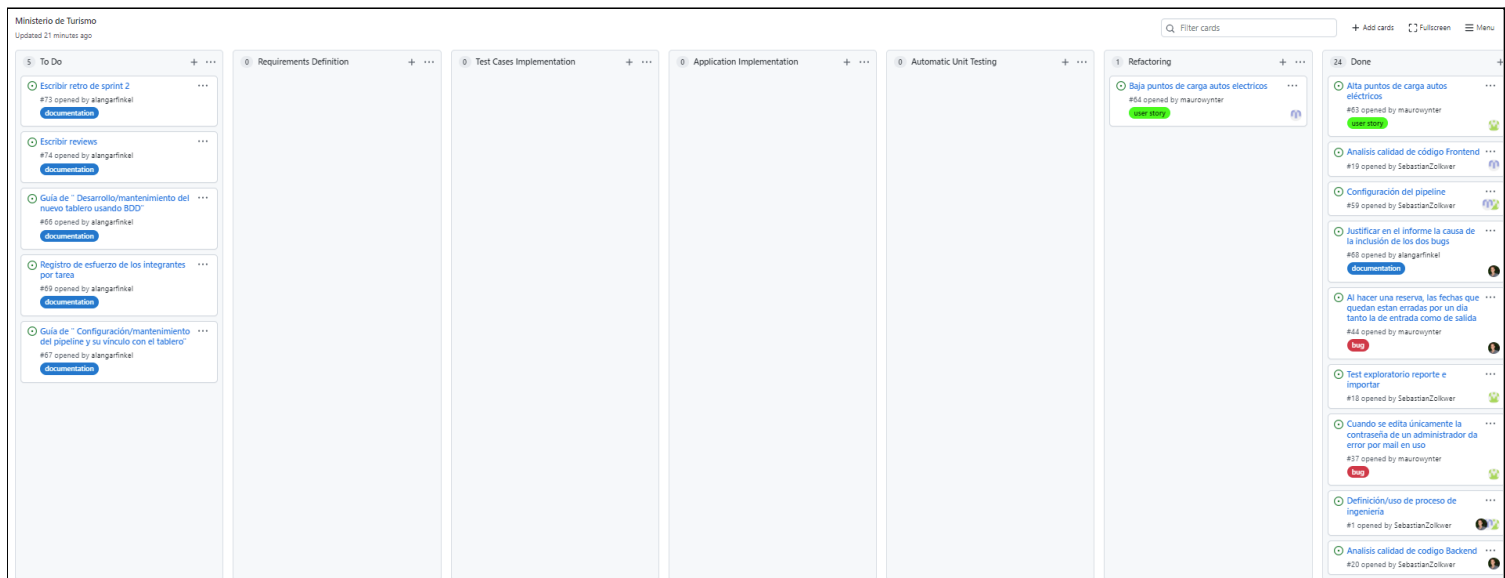 Ministerio de Turismo
Updated 21 minutes ago
Filter cards
+ Add cards
Fullscreen
Menu
5 To Do
Escribir retro de sprint 2
#73 opened by alangarfinkel
documentation
Escribir reviews
#74 opened by alangarfinkel
documentation
Guía de " Desarrollo/mantenimiento del
nuevo tablero usando BDD"
#66 opened by alangarfinkel
documentation
Registro de esfuerzo de los integrantes
por tarea
#69 opened by alangarfinkel
documentation
Guía de " Configuración/mantenimiento
del pipeline y su vínculo con el tablero"
#67 opened by alangarfinkel
documentation
0 Requirements Definition
0 Test Cases Implementation
0 Application Implementation
0 Automatic Unit Testing
1 Refactoring
Baja puntos de carga autos electricos
#64 opened by maurowynter
user story
24 Done
Alta puntos de carga autos
eléctricos
#63 opened by maurowynter
user story
Analisis calidad de código Frontend
#19 opened by SebastianZolkwer
Configuración del pipeline
#59 opened by SebastianZolkwer
Justificar en el informe la causa de
la inclusión de los dos bugs
#68 opened by alangarfinkel
documentation
Al hacer una reserva, las fechas que
quedan estan erradas por un día
tanto la de entrada como de salida
#44 opened by maurowynter
bug
Test exploratorio reporte e
importar
#18 opened by SebastianZolkwer
Cuando se edita únicamente la
contraseña de un administrador da
error por mail en uso
#37 opened by maurowynter
bug
Definición/uso de proceso de
ingeniería
#1 opened by SebastianZolkwer
Analisis calidad de codigo Backend
#20 opened by SebastianZolkwer